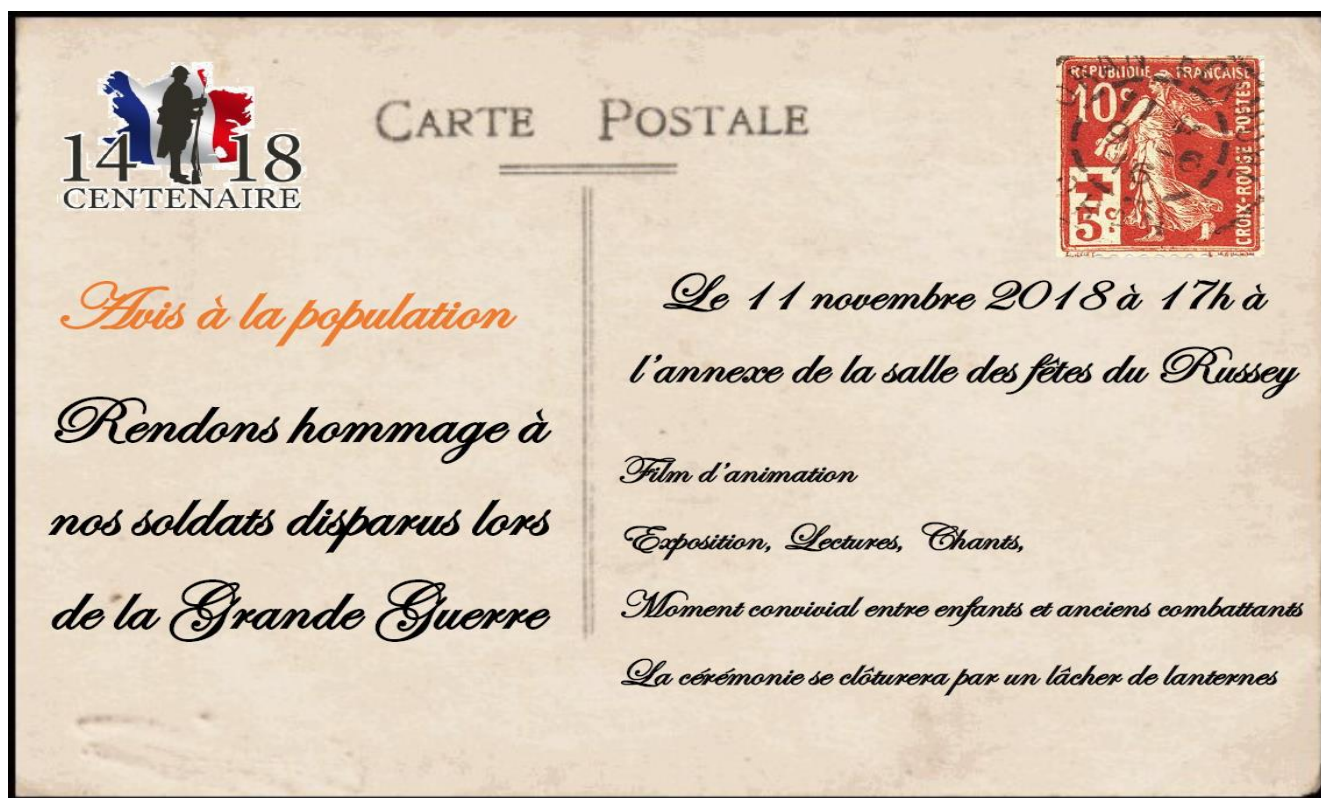 14 18
CENTENAIRE
CARTE POSTALE
REPUBLIQUE FRANÇAISE
10c
POSTES
CROIX-ROUGE
5c
Avis à la population
Rendons hommage à
nos soldats disparus lors
de la Grande Guerre
Le 11 novembre 2018 à 17h à
l'annexe de la salle des fêtes du Russey
Film d'animation
Exposition, Lectures, Chants,
Moment convivial entre enfants et anciens combattants
La cérémonie se clôturera par un lâcher de lanternes